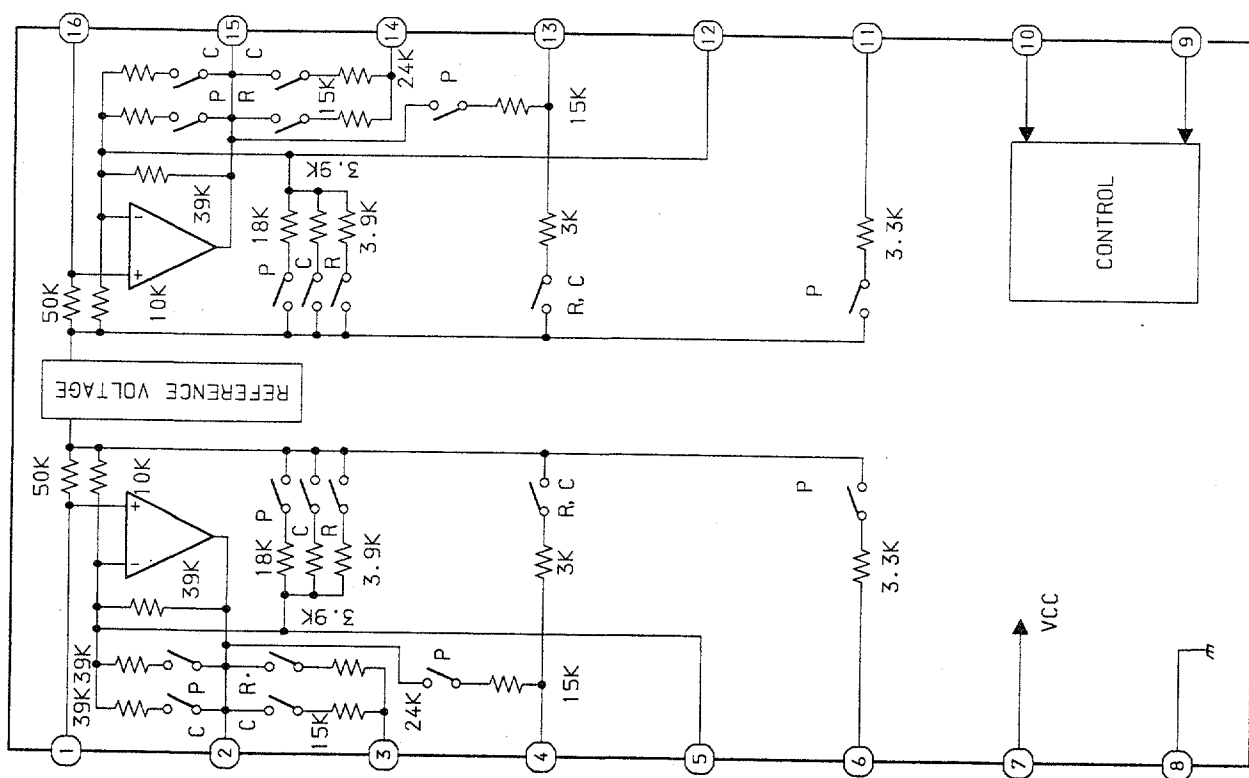 16
15
14
13
12
11
10
9
C
C
P
R
15K
24K
P
15K
39K
3.9K
18K
P
C
R
3.9K
3K
R,C
3.3K
P
50K
10K
+
-
CONTROL
REFERENCE VOLTAGE
50K
10K
+
-
39K
P
18K
C
R
3.9K
3.9K
R,C
3K
P
3.3K
39K
39K
P
C
R.
C
15K
24K
P
15K
VCC
1
2
3
4
5
6
7
8